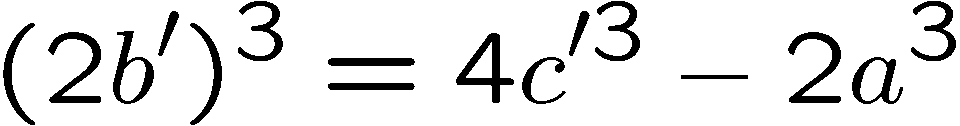 (2b′)³ = 4c′³ − 2a³